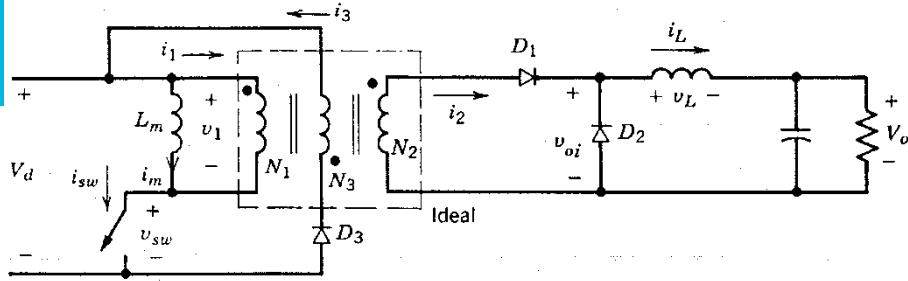 i3
i1
D1
iL
+
Lm
+
v1
−
i2
+
+ vL −
+
Vd
isw
im
N1
N3
N2
voi
D2
Vo
−
−
+
vsw
−
D3
Ideal
−